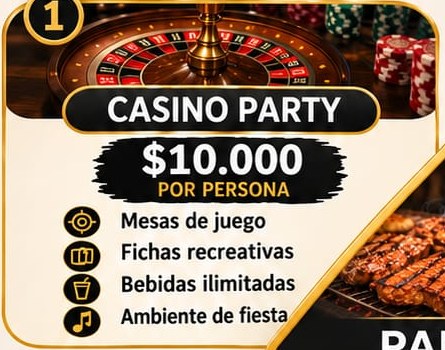 1
CASINO PARTY
$10.000
POR PERSONA
Mesas de juego
Fichas recreativas
Bebidas ilimitadas
Ambiente de fiesta